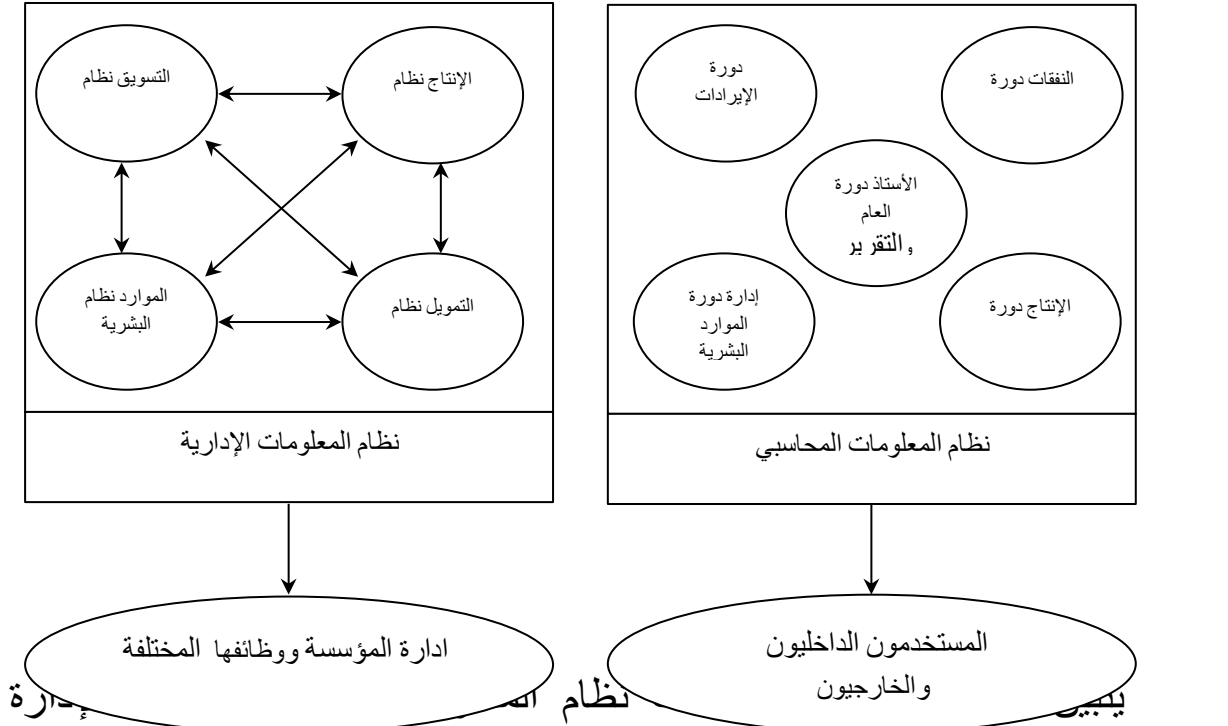 دورة
الإيرادات
النفقات دورة
الأستاذ دورة
العام
والتقرير
إدارة دورة
الموارد
البشرية
الإنتاج دورة
نظام المعلومات المحاسبي
المستخدمون الداخليون
والخارجيون
التسويق نظام
الإنتاج نظام
الموارد نظام
البشرية
التمويل نظام
نظام المعلومات الإدارية
ادارة المؤسسة ووظائفها المختلفة
نظام